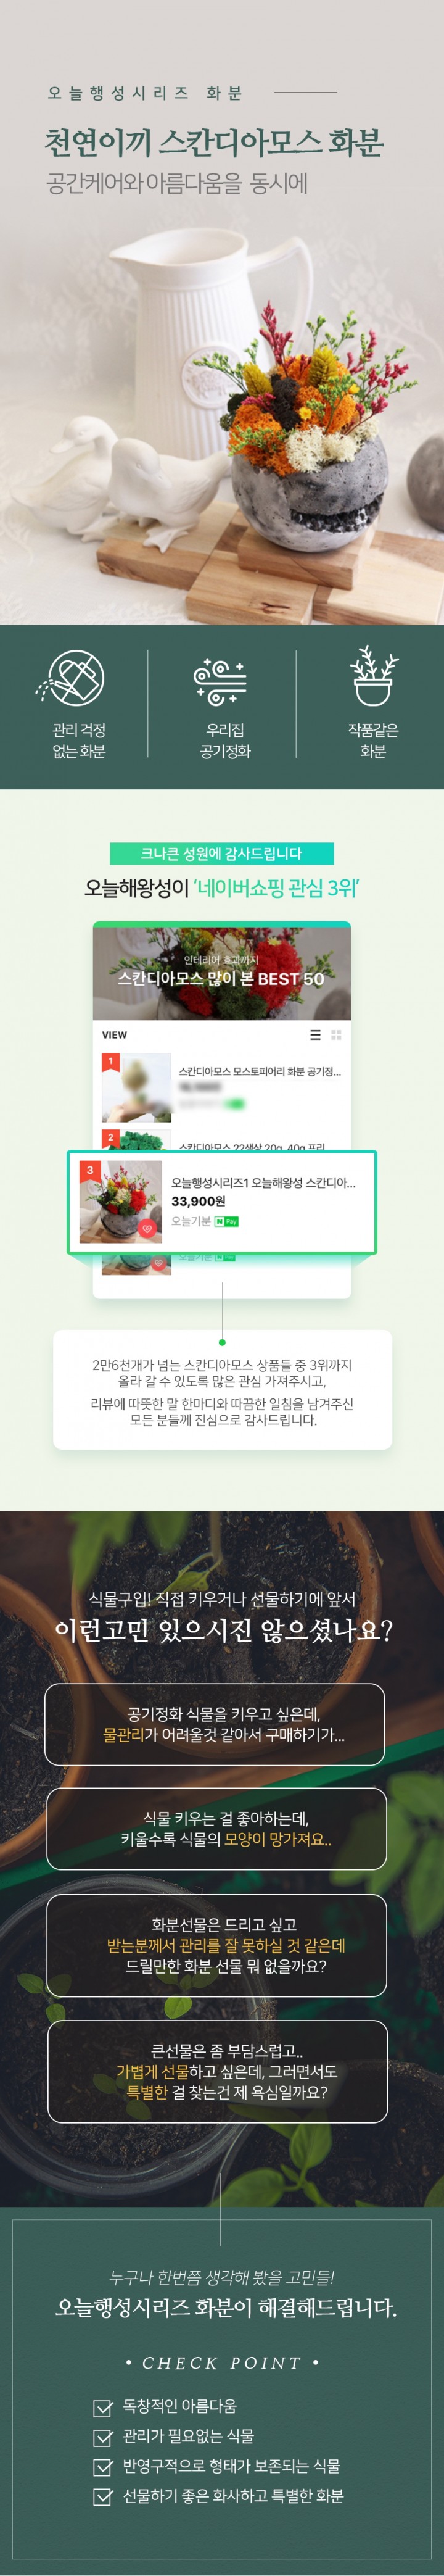 오늘행성시리즈 화분
천연이끼 스칸디아모스 화분
공간케어와 아름다움을 동시에
관리 걱정
없는 화분
우리집
공기정화
작품같은
화분
크나큰 성원에 감사드립니다
오늘해왕성이 '네이버쇼핑 관심 3위'
인테리어 효과까지
스칸디아모스 많이 본 BEST 50
VIEW
1
스칸디아모스 모스토피어리 화분 공기정...
2
스칸디아모스 22색상 20g, 40g 프리
3
오늘행성시리즈1 오늘해왕성 스칸디아...
33,900원
오늘기분 N Pay
오늘기분
2만6천개가 넘는 스칸디아모스 상품들 중 3위까지
올라 갈 수 있도록 많은 관심 가져주시고,
리뷰에 따뜻한 말 한마디와 따끔한 일침을 남겨주신
모든 분들께 진심으로 감사드립니다.
식물구입! 직접 키우거나 선물하기에 앞서
이런고민 있으시진 않으셨나요?
공기정화 식물을 키우고 싶은데,
물관리가 어려울것 같아서 구매하기가...
식물 키우는 걸 좋아하는데,
키울수록 식물의 모양이 망가져요..
화분선물은 드리고 싶고
받는분께서 관리를 잘 못하실 것 같은데
드릴만한 화분 선물 뭐 없을까요?
큰선물은 좀 부담스럽고..
가볍게 선물하고 싶은데, 그러면서도
특별한 걸 찾는건 제 욕심일까요?
누구나 한번쯤 생각해 봤을 고민들!
오늘행성시리즈 화분이 해결해드립니다.
• CHECK POINT •
독창적인 아름다움
관리가 필요없는 식물
반영구적으로 형태가 보존되는 식물
선물하기 좋은 화사하고 특별한 화분